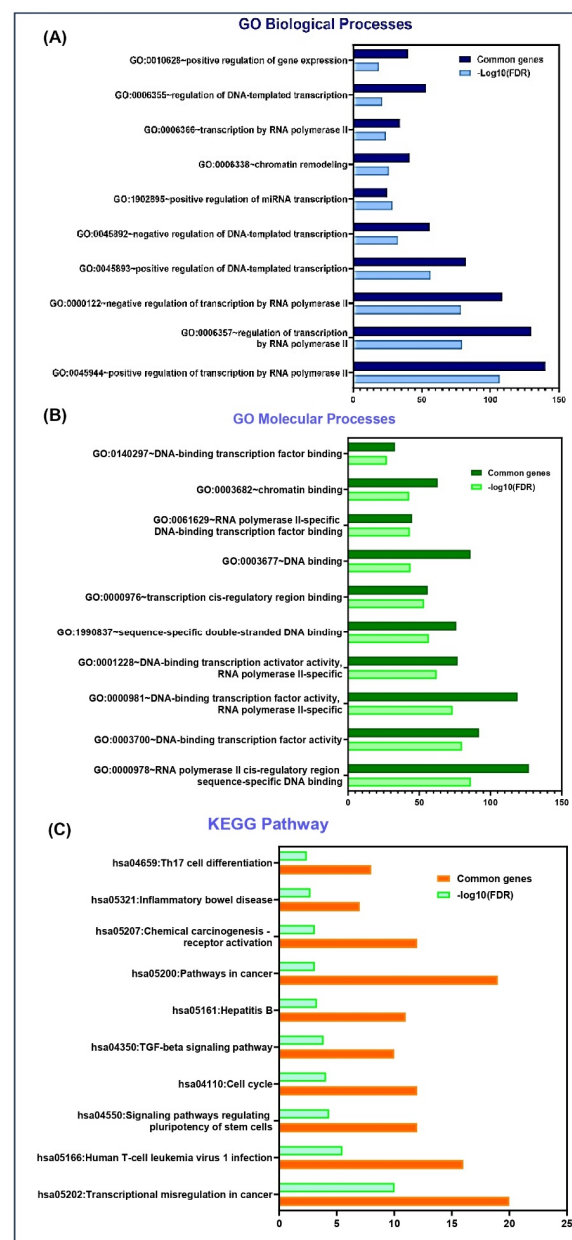 GO Biological Processes
(A)
GO:0010628~positive regulation of gene expression
Common genes
-Log10(FDR)
GO:0006355~regulation of DNA-templated transcription
GO:0006366~transcription by RNA polymerase II
GO:0006338~chromatin remodeling
GO:1902895~positive regulation of miRNA transcription
GO:0045892~negative regulation of DNA-templated transcription
GO:0045893~positive regulation of DNA-templated transcription
GO:0000122~negative regulation of transcription by RNA polymerase II
GO:0006357~regulation of transcription
by RNA polymerase II
GO:0045944~positive regulation of transcription by RNA polymerase II
0 50 100 150
(B)
GO Molecular Processes
GO:0140297~DNA-binding transcription factor binding
Common genes
-log10(FDR)
GO:0003682~chromatin binding
GO:0061629~RNA polymerase II-specific
DNA-binding transcription factor binding
GO:0003677~DNA binding
GO:0000976~transcription cis-regulatory region binding
GO:1990837~sequence-specific double-stranded DNA binding
GO:0001228~DNA-binding transcription activator activity,
RNA polymerase II-specific
GO:0000981~DNA-binding transcription factor activity,
RNA polymerase II-specific
GO:0003700~DNA-binding transcription factor activity
GO:0000978~RNA polymerase II cis-regulatory region
sequence-specific DNA binding
0 50 100 150
(C)
KEGG Pathway
hsa04659:Th17 cell differentiation
Common genes
-log10(FDR)
hsa05321:Inflammatory bowel disease
hsa05207:Chemical carcinogenesis -
receptor activation
hsa05200:Pathways in cancer
hsa05161:Hepatitis B
hsa04350:TGF-beta signaling pathway
hsa04110:Cell cycle
hsa04550:Signaling pathways regulating
pluripotency of stem cells
hsa05166:Human T-cell leukemia virus 1 infection
hsa05202:Transcriptional misregulation in cancer
0 5 10 15 20 25